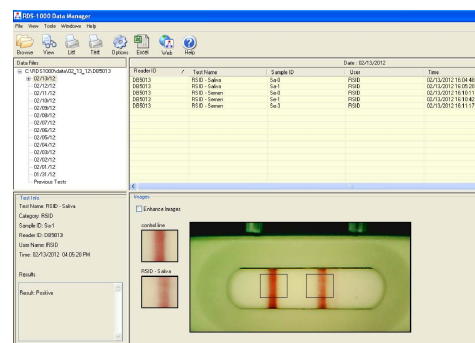 RDS-1000 Data Manager
File View Tools Windows Help
Browse View List Test Options Excel Web Help
Data Files
C:\RDS1000\data\02_13_12\DB5013
02/13/12
02/12/12
02/11/12
02/10/12
02/09/12
02/08/12
02/07/12
02/06/12
02/05/12
02/04/12
02/03/12
02/02/12
02/01/12
01/31/12
Previous Tests
Date : 02/13/2012
Reader ID / Test Name Sample ID User Time
DB5013 RSID - Saliva Sa-0 RSID 02/13/2012 16:04:48
DB5013 RSID - Saliva Sa-1 RSID 02/13/2012 16:05:28
DB5013 RSID - Semen Se-0 RSID 02/13/2012 16:10:11
DB5013 RSID - Semen Se-1 RSID 02/13/2012 16:10:42
DB5013 RSID - Semen Se-3 RSID 02/13/2012 16:11:17
Test Info
Test Name: RSID - Saliva
Category: RSID
Sample ID: Sa-1
Reader ID: DB5013
User Name: RSID
Time: 02/13/2012 04:05:28 PM
Results
Result: Positive
Images
Enhance Images
control line
RSID - Saliva